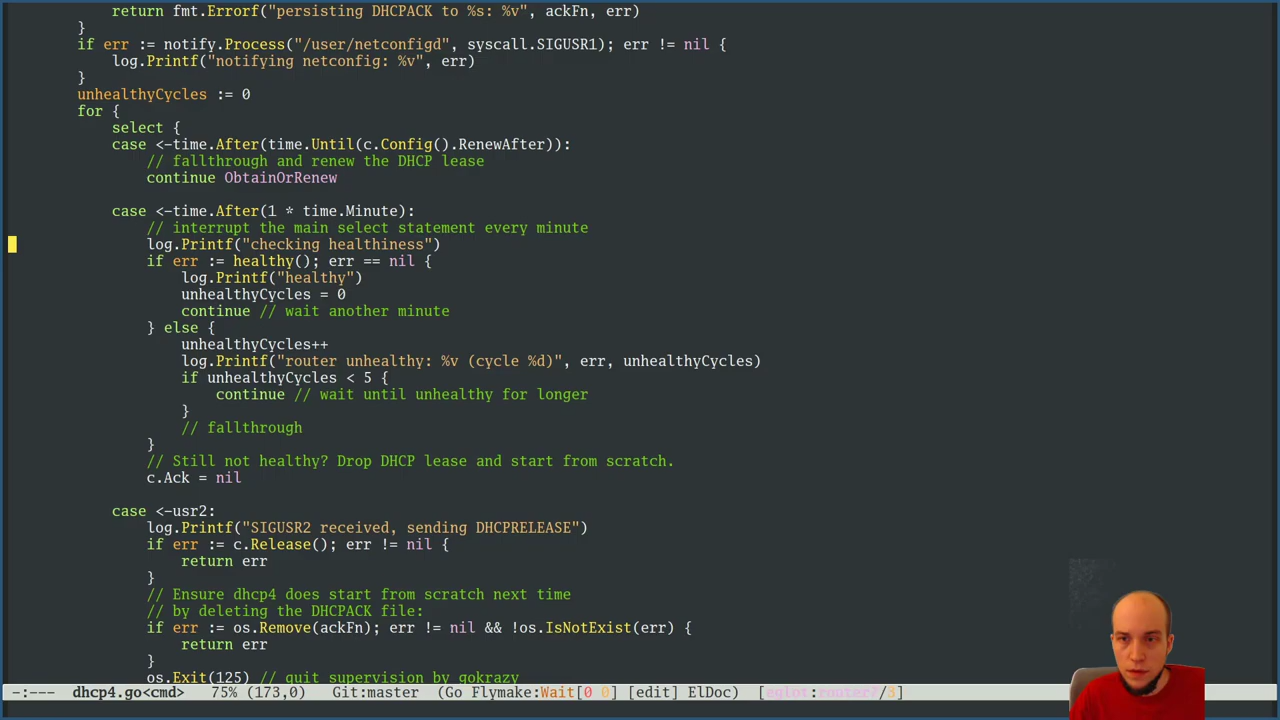 return fmt.Errorf("persisting DHCPACK to %s: %v", ackFn, err)
}
if err := notify.Process("/user/netconfigd", syscall.SIGUSR1); err != nil {
log.Printf("notifying netconfig: %v", err)
}
unhealthyCycles := 0
for {
select {
case <-time.After(time.Until(c.Config().RenewAfter)):
// fallthrough and renew the DHCP lease
continue ObtainOrRenew
case <-time.After(1 * time.Minute):
// interrupt the main select statement every minute
log.Printf("checking healthiness")
if err := healthy(); err == nil {
log.Printf("healthy")
unhealthyCycles = 0
continue // wait another minute
} else {
unhealthyCycles++
log.Printf("router unhealthy: %v (cycle %d)", err, unhealthyCycles)
if unhealthyCycles < 5 {
continue // wait until unhealthy for longer
}
// fallthrough
}
// Still not healthy? Drop DHCP lease and start from scratch.
c.Ack = nil
case <-usr2:
log.Printf("SIGUSR2 received, sending DHCPRELEASE")
if err := c.Release(); err != nil {
return err
}
// Ensure dhcp4 does start from scratch next time
// by deleting the DHCPACK file:
if err := os.Remove(ackFn); err != nil && !os.IsNotExist(err) {
return err
}
os.Exit(125) // quit supervision by gokrazy
-:--- dhcp4.go<cmd> 75% (173,0) Git:master (Go Flymake:Wait[0 0] [edit] ElDoc) [eglot:router7/3]